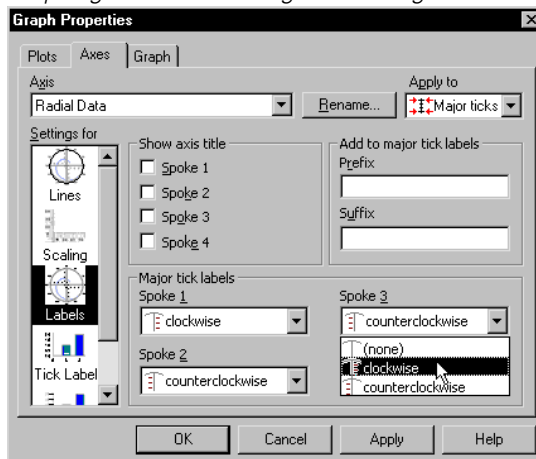 Graph Properties
Plots
Axes
Graph
Axis
Radial Data
Rename...
Apply to
Major ticks
Settings for
Lines
Scaling
Labels
Tick Label
Show axis title
Spoke 1
Spoke 2
Spoke 3
Spoke 4
Add to major tick labels
Prefix
Suffix
Major tick labels
Spoke 1
clockwise
Spoke 2
counterclockwise
Spoke 3
counterclockwise
(none)
clockwise
counterclockwise
OK
Cancel
Apply
Help